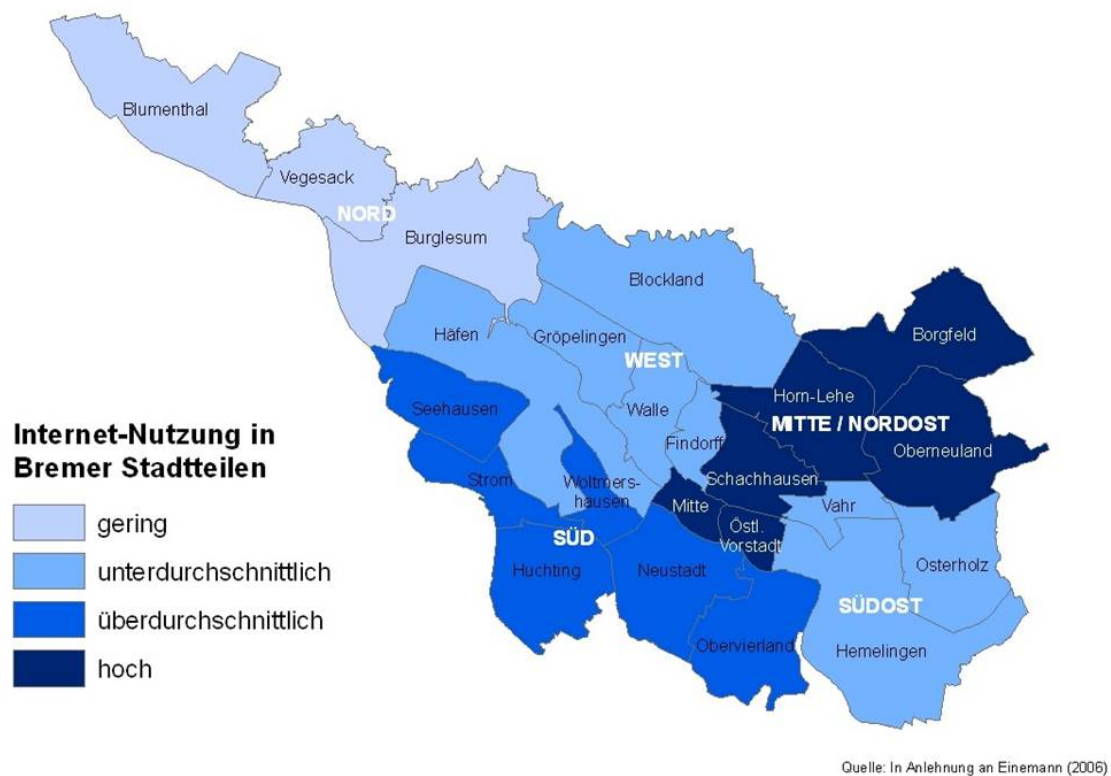 Blumenthal
Vegesack
NORD
Burglesum
Blockland
Häfen
Gröpelingen
Borgfeld
WEST
Horn-Lehe
Seehausen
Walle
MITTE / NORDOST
Findorff
Oberneuland
Internet-Nutzung in
Bremer Stadtteilen
Strom
Woltmers-
hausen
Schachhausen
Mitte
Vahr
gering
Östl.
Vorstadt
SÜD
Huchting
Neustadt
Osterholz
unterdurchschnittlich
SÜDOST
überdurchschnittlich
Obervierland
Hemelingen
hoch
Quelle: In Anlehnung an Einemann (2006)